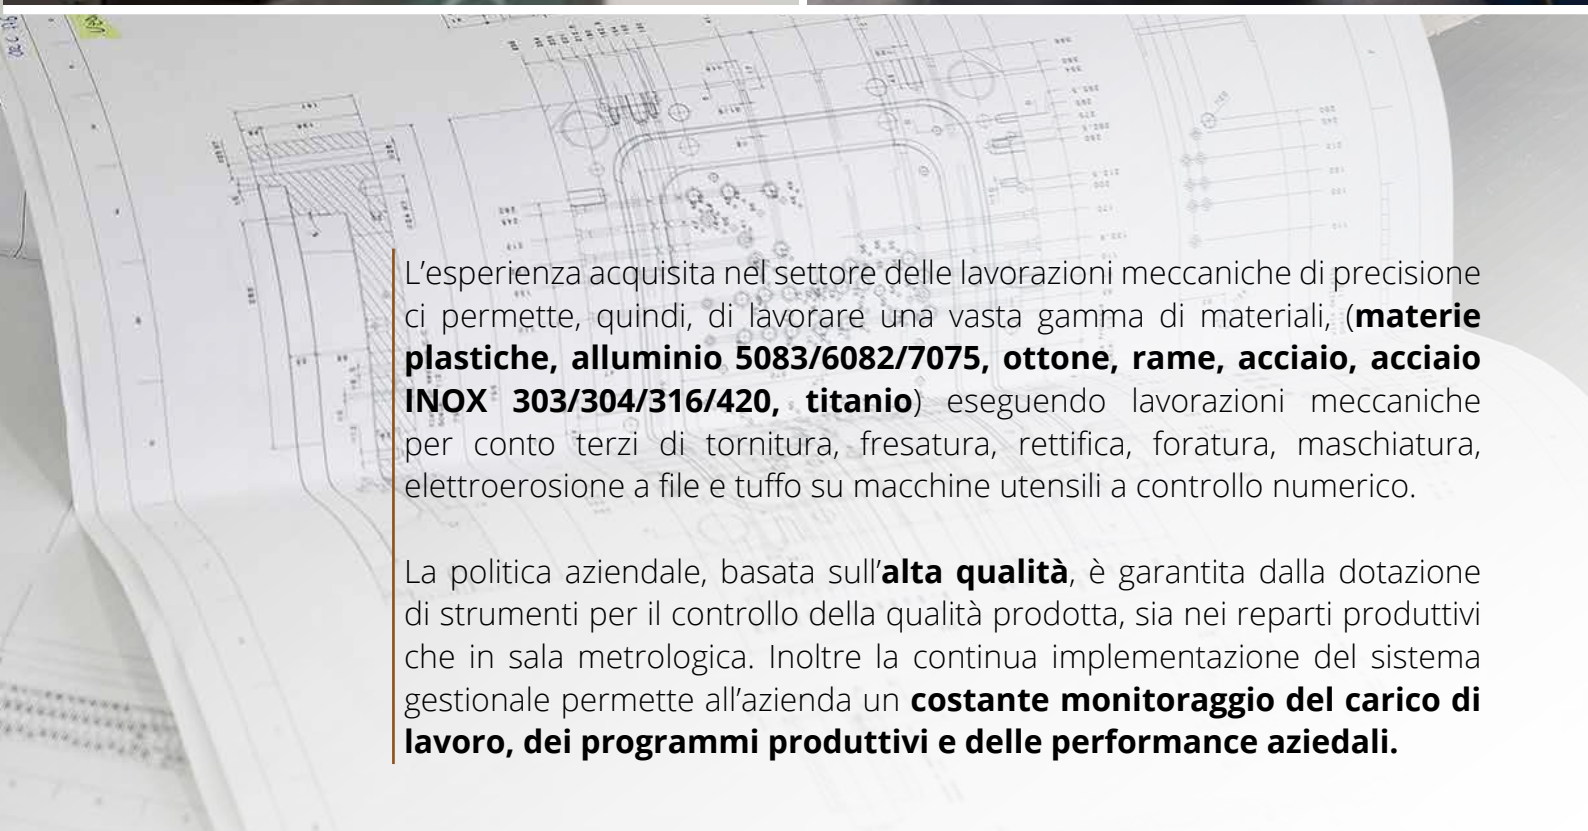 L’esperienza acquisita nel settore delle lavorazioni meccaniche di precisione
ci permette, quindi, di lavorare una vasta gamma di materiali, (materie
plastiche, alluminio 5083/6082/7075, ottone, rame, acciaio, acciaio
INOX 303/304/316/420, titanio) eseguendo lavorazioni meccaniche
per conto terzi di tornitura, fresatura, rettifica, foratura, maschiatura,
elettroerosione a file e tuffo su macchine utensili a controllo numerico.
La politica aziendale, basata sull’alta qualità, è garantita dalla dotazione
di strumenti per il controllo della qualità prodotta, sia nei reparti produttivi
che in sala metrologica. Inoltre la continua implementazione del sistema
gestionale permette all’azienda un costante monitoraggio del carico di
lavoro, dei programmi produttivi e delle performance aziedali.